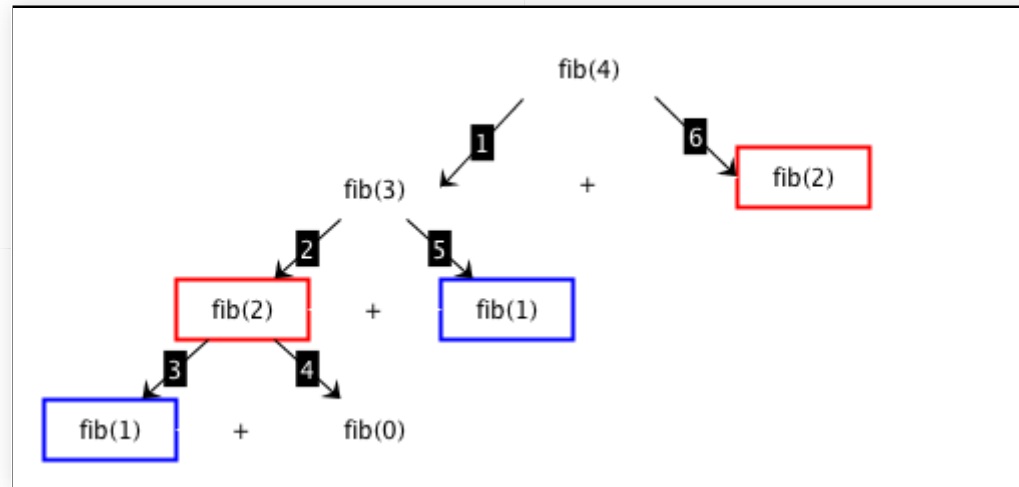 fib(4)
1 6
fib(3) + fib(2)
2 5
fib(2) + fib(1)
3 4
fib(1) + fib(0)